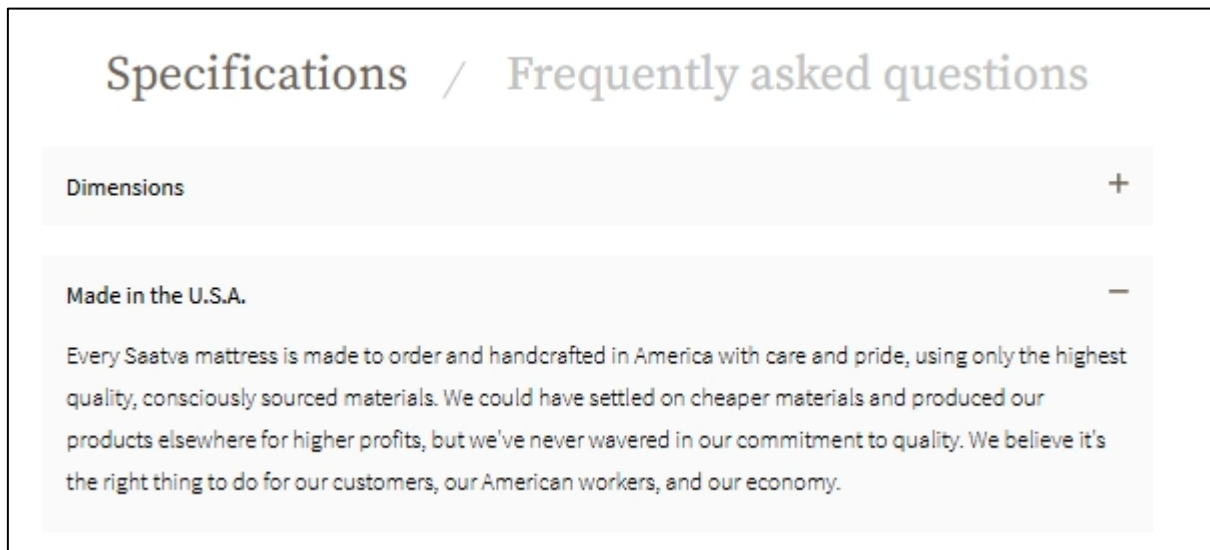 Specifications / Frequently asked questions
Dimensions +
Made in the U.S.A. −
Every Saatva mattress is made to order and handcrafted in America with care and pride, using only the highest
quality, consciously sourced materials. We could have settled on cheaper materials and produced our
products elsewhere for higher profits, but we've never wavered in our commitment to quality. We believe it's
the right thing to do for our customers, our American workers, and our economy.